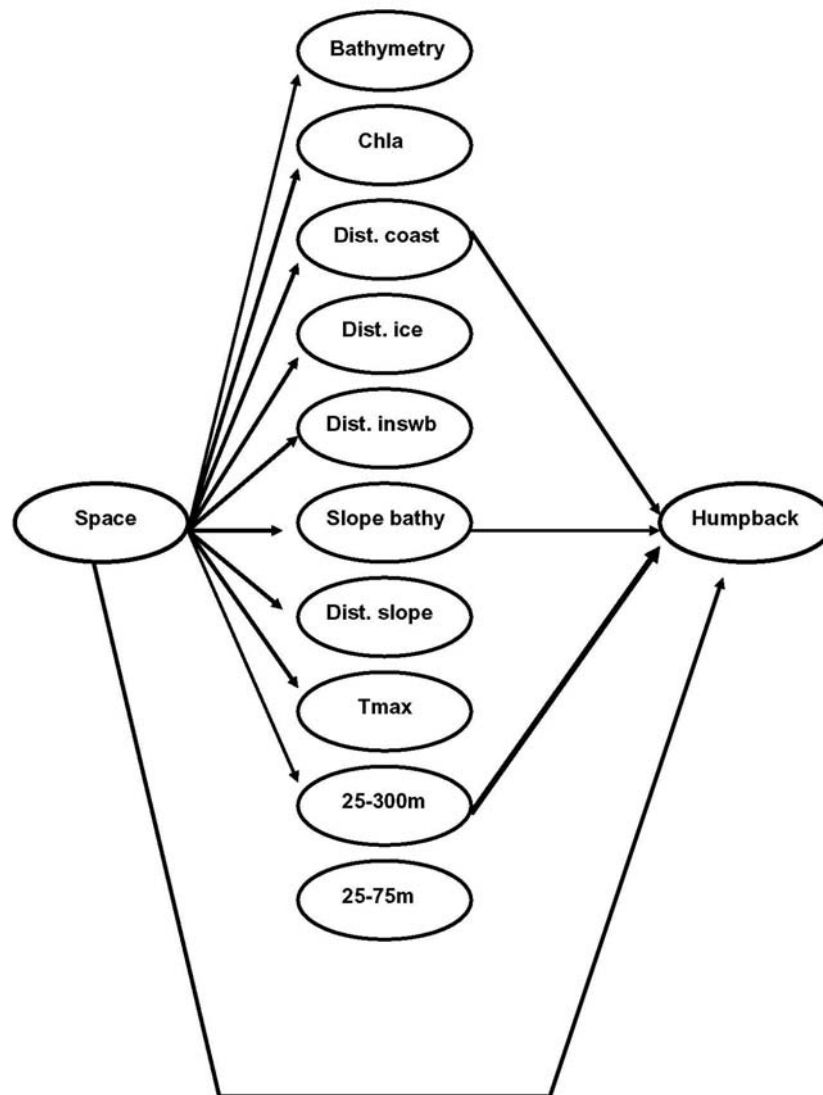 Bathymetry
Chla
Dist. coast
Dist. ice
Dist. inswb
Space
Slope bathy
Humpback
Dist. slope
Tmax
25-300m
25-75m